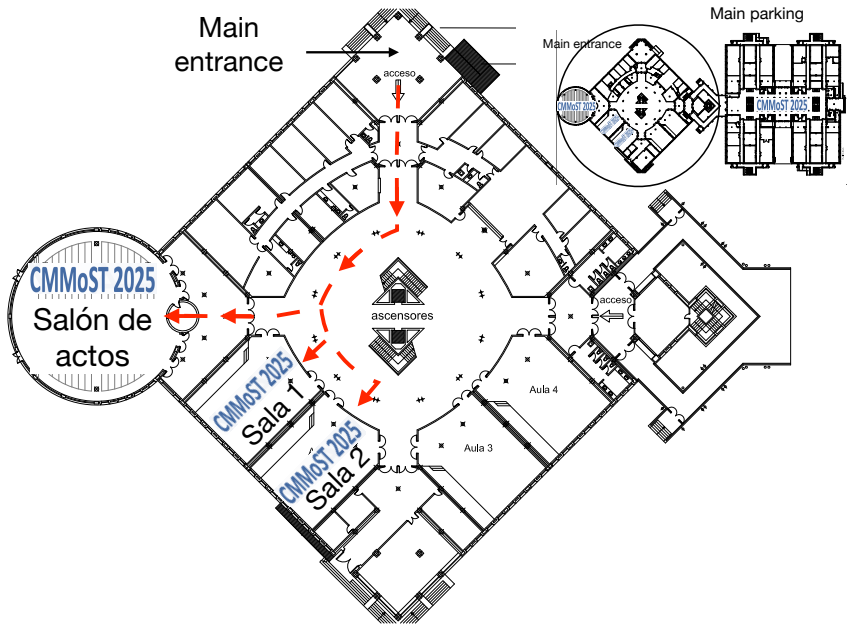 Main
entrance
acceso
Main parking
Main entrance
CMMoST 2025
CMMoST 2025
CMMoST 2025
Salón de
actos
ascensores
acceso
CMMoST 2025
Sala 1
CMMoST 2025
Sala 2
Aula 4
Aula 3